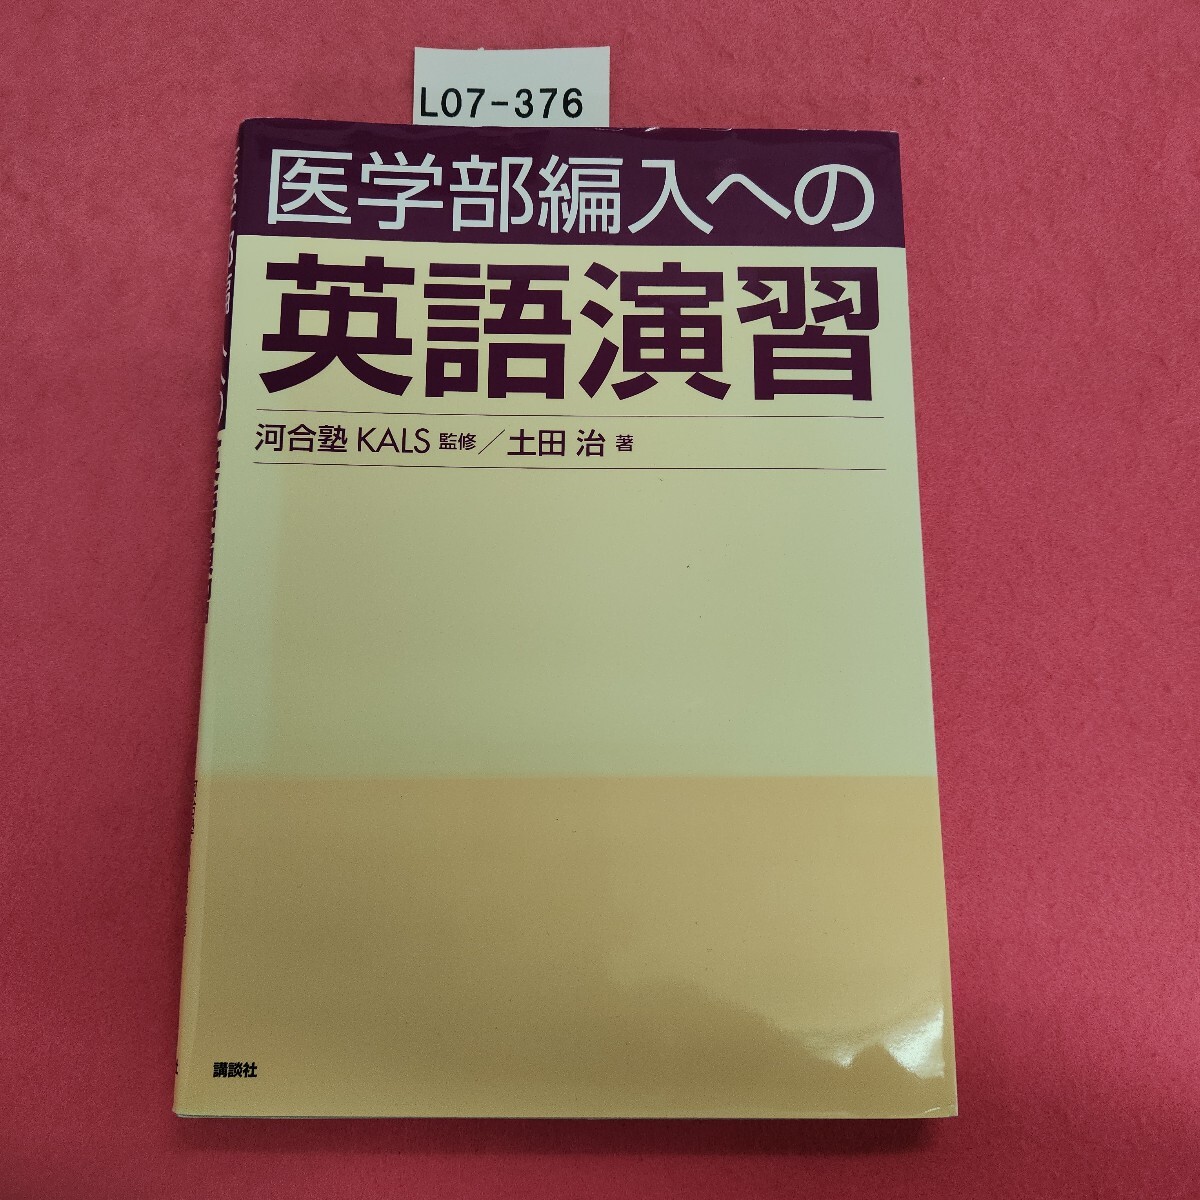 L07-376
医学部編入への
英語演習
河合塾 KALS 監修／土田 治 著
講談社